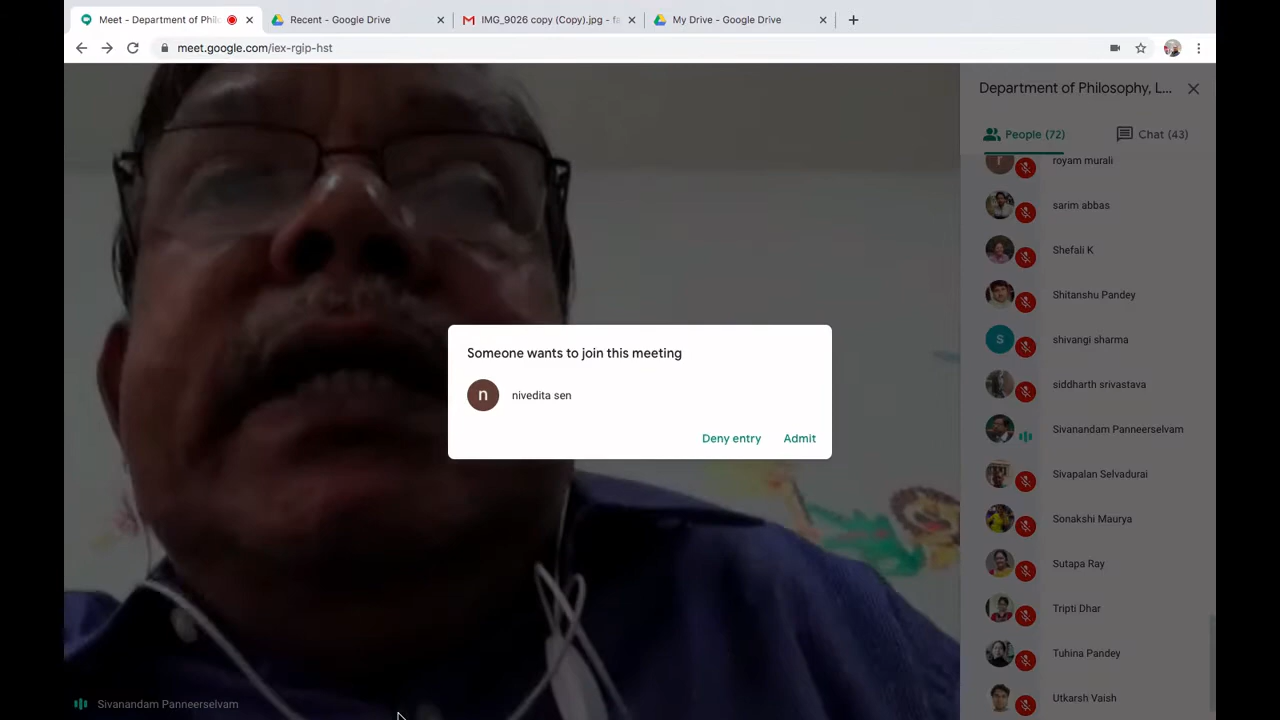 Meet - Department of Philo
Recent - Google Drive
IMG_9026 copy (Copy).jpg - fa
My Drive - Google Drive
meet.google.com/iex-rgip-hst
Department of Philosophy, L...
People (72)
Chat (43)
royam murali
sarim abbas
Shefali K
Shitanshu Pandey
S shivangi sharma
siddharth srivastava
Sivanandam Panneerselvam
Sivapalan Selvadurai
Sonakshi Maurya
Sutapa Ray
Tripti Dhar
Tuhina Pandey
Utkarsh Vaish
Someone wants to join this meeting
n nivedita sen
Deny entry Admit
Sivanandam Panneerselvam